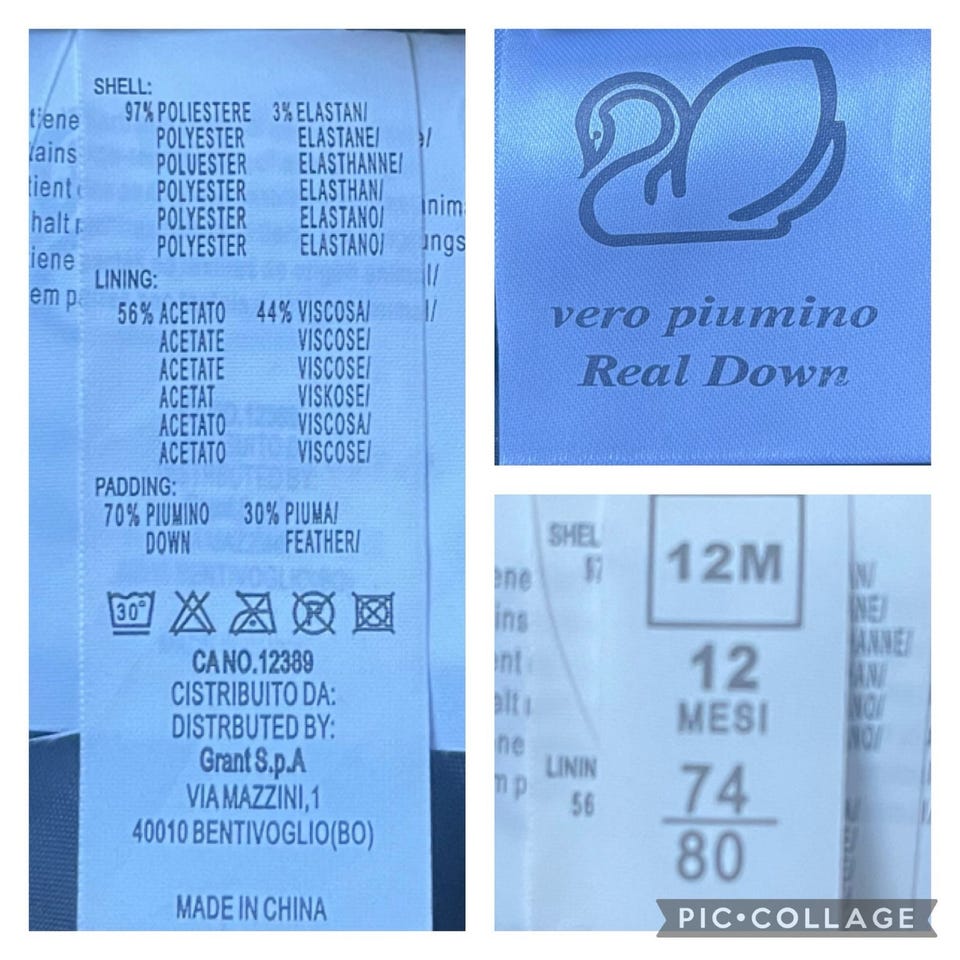 SHELL:
97% POLIESTERE 3% ELASTAN/
POLYESTER ELASTANE/
POLUESTER ELASTHANNE/
POLYESTER ELASTHAN/
POLYESTER ELASTANO/
POLYESTER ELASTANO/
LINING:
56% ACETATO 44% VISCOSA/
ACETATE VISCOSE/
ACETATE VISCOSE/
ACETAT VISKOSE/
ACETATO VISCOSA/
ACETATO VISCOSE/
PADDING:
70% PIUMINO 30% PIUMA/
DOWN FEATHER/
30°
P
CA NO.12389
CISTRIBUITO DA:
DISTRBUTED BY:
Grant S.p.A
VIA MAZZINI,1
40010 BENTIVOGLIO(BO)
MADE IN CHINA
vero piumino
Real Down
SHEL
12M
12
MESI
LININ
56
74
80
PIC•COLLAGE